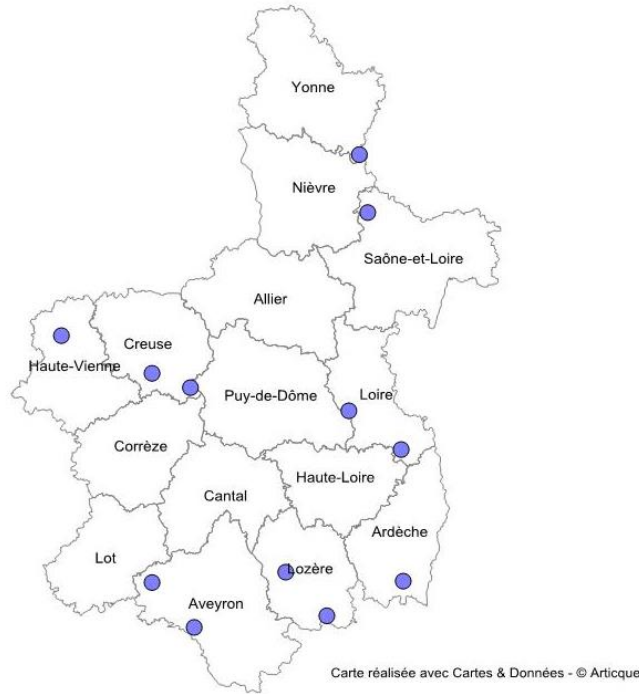 Yonne
Nièvre
Saône-et-Loire
Allier
Creuse
Haute-Vienne
Puy-de-Dôme
Loire
Corrèze
Haute-Loire
Cantal
Ardèche
Lot
Lozère
Aveyron
Carte réalisée avec Cartes & Données - © Articque